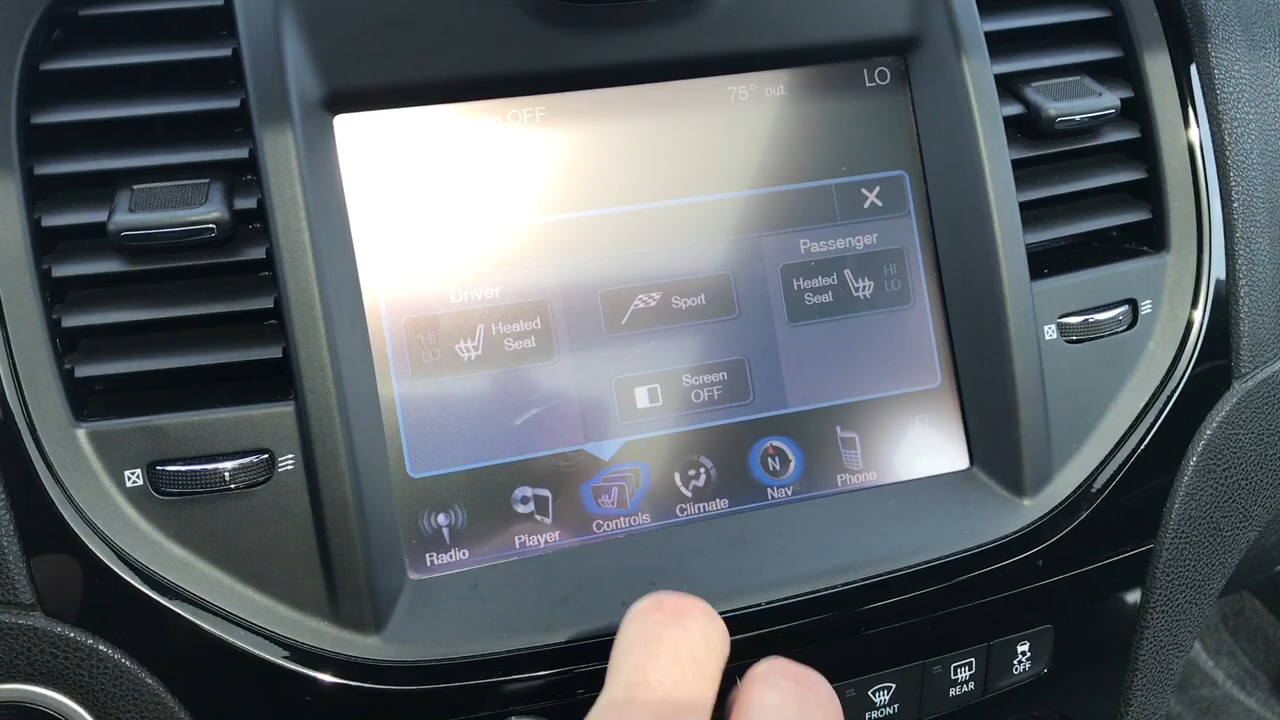 OFF
75° out.
LO
X
Driver
HI
LO
Heated
Seat
Sport
Screen
OFF
Passenger
Heated
Seat
HI
LO
Radio
Player
Controls
Climate
N
Nav
Phone
FRONT
REAR
OFF